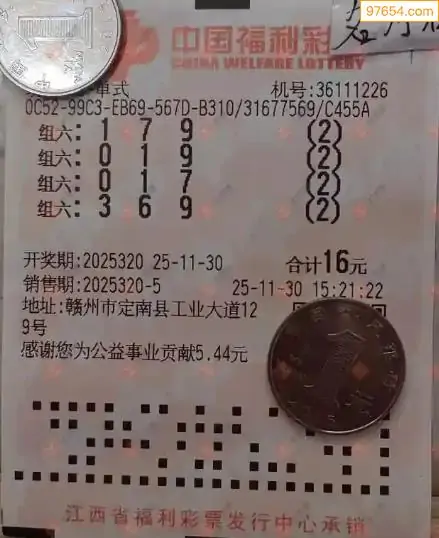 97654.com
中国福利彩
CHINA WELFARE LOTTERY
单式 机号:36111226
0C52-99C3-EB69-567D-B310/31677569/C455A
组六: 1 7 9 (2)
组六: 0 1 9 (2)
组六: 0 1 7 (2)
组六: 3 6 9 (2)
开奖期:2025320 25-11-30 合计16元
销售期:2025320-5 25-11-30 15:21:22
地址:赣州市定南县工业大道12
9号
感谢您为公益事业贡献5.44元
江西省福利彩票发行中心承销